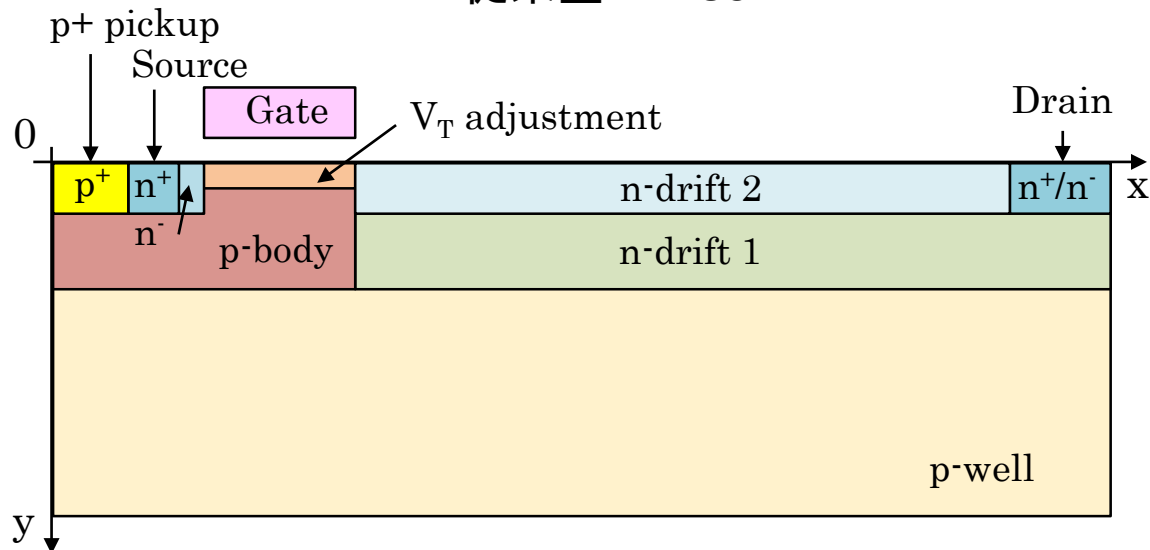 p+ pickup
Source
Gate
V_T adjustment
Drain
0
p⁺
n⁺
n⁻
p-body
n-drift 2
n⁺/n⁻
x
n-drift 1
p-well
y